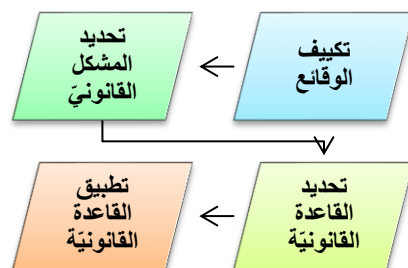 تكييف
الوقائع
تحديد
المشكل
القانونيّ
تحديد
القاعدة
القانونيّة
تطبيق
القاعدة
القانونيّة